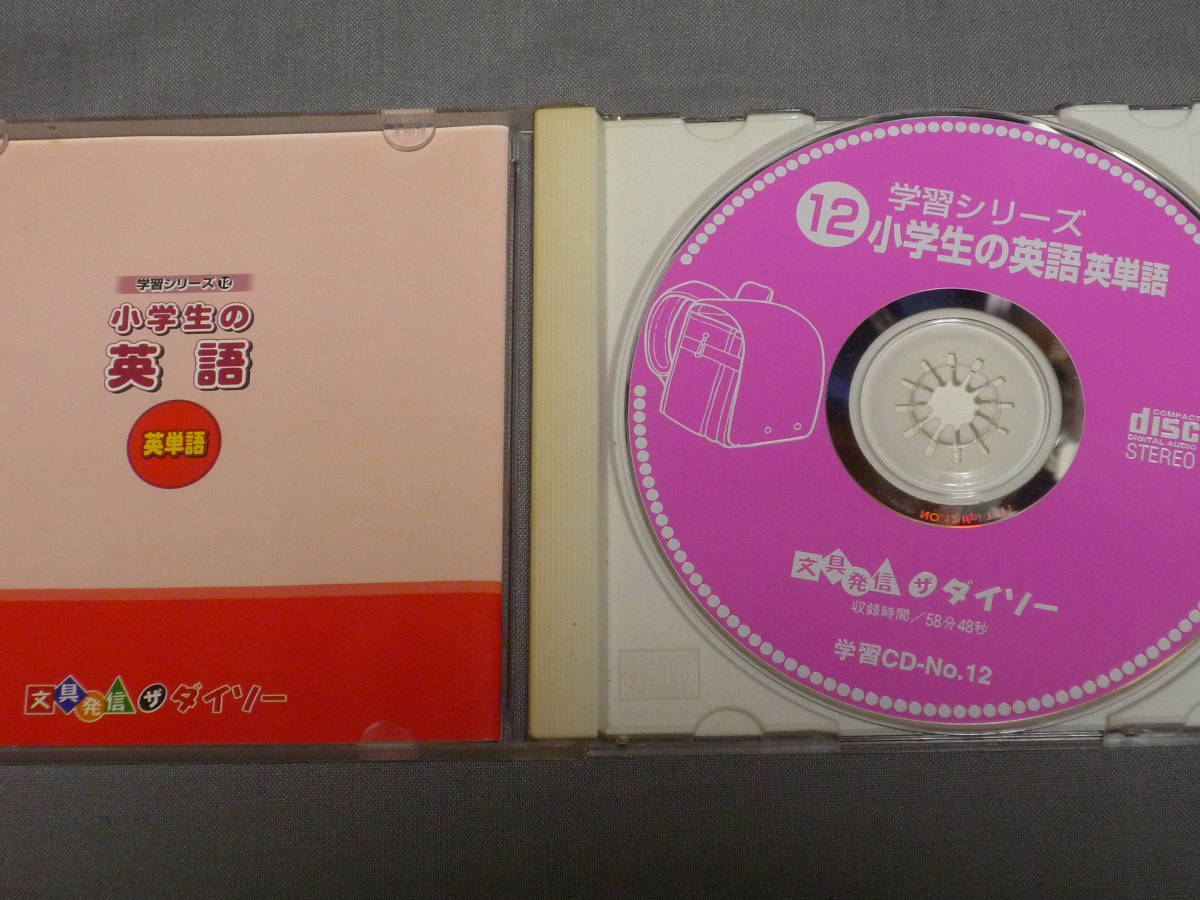 学習シリーズ⑫
小学生の
英語
英単語
文具発信 ザ ダイソー
学習シリーズ
12 小学生の英語 英単語
COMPACT
disc
DIGITAL AUDIO
STEREO
文具発信 ザ ダイソー
収録時間/58分48秒
学習CD-No.12